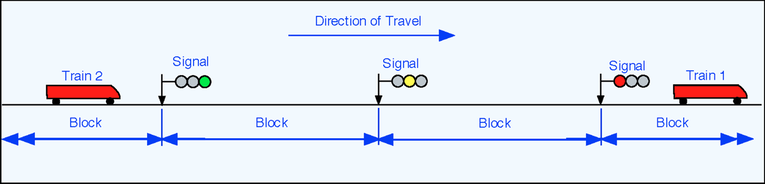 Direction of Travel
Signal
Signal
Signal
Train 2
Train 1
Block
Block
Block
Block